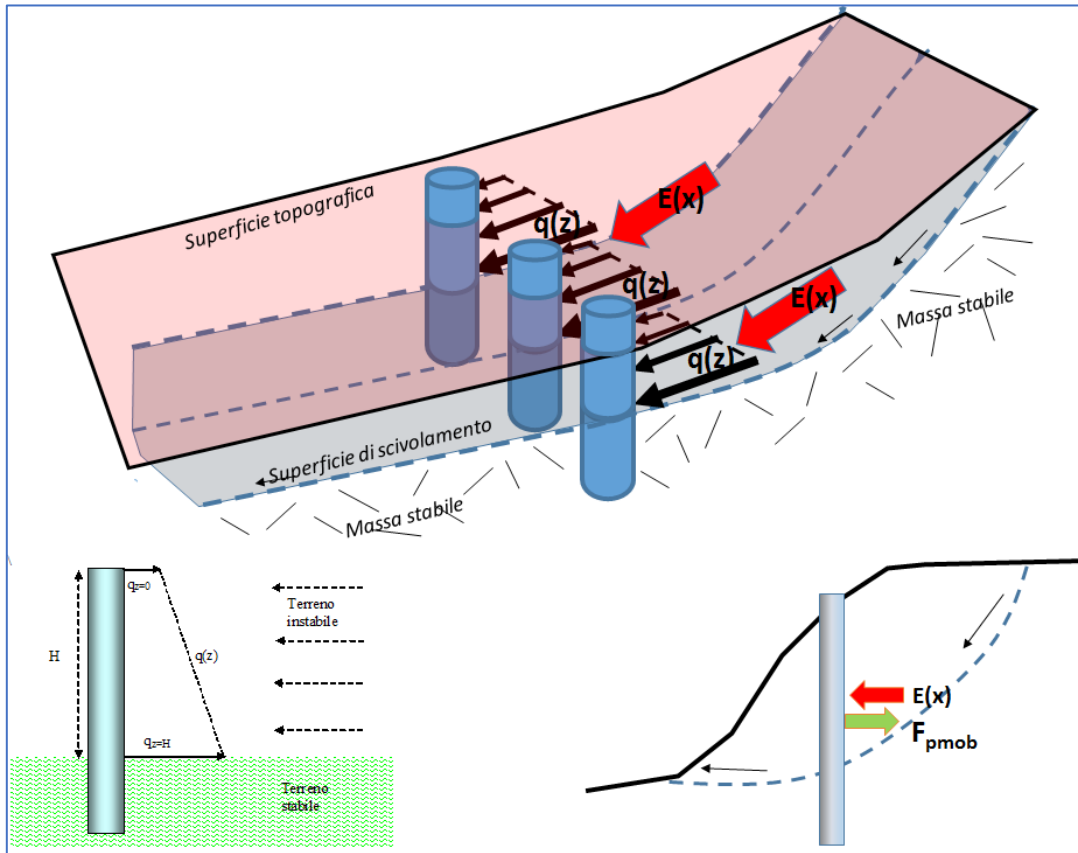 Superficie topografica
E(x)
q(z)
q(z)
E(x)
q(z)
Massa stabile
Superficie di scivolamento
Massa stabile
qz=0
Terreno
instabile
H
q(z)
qz=H
Terreno
stabile
E(x)
Fpmob